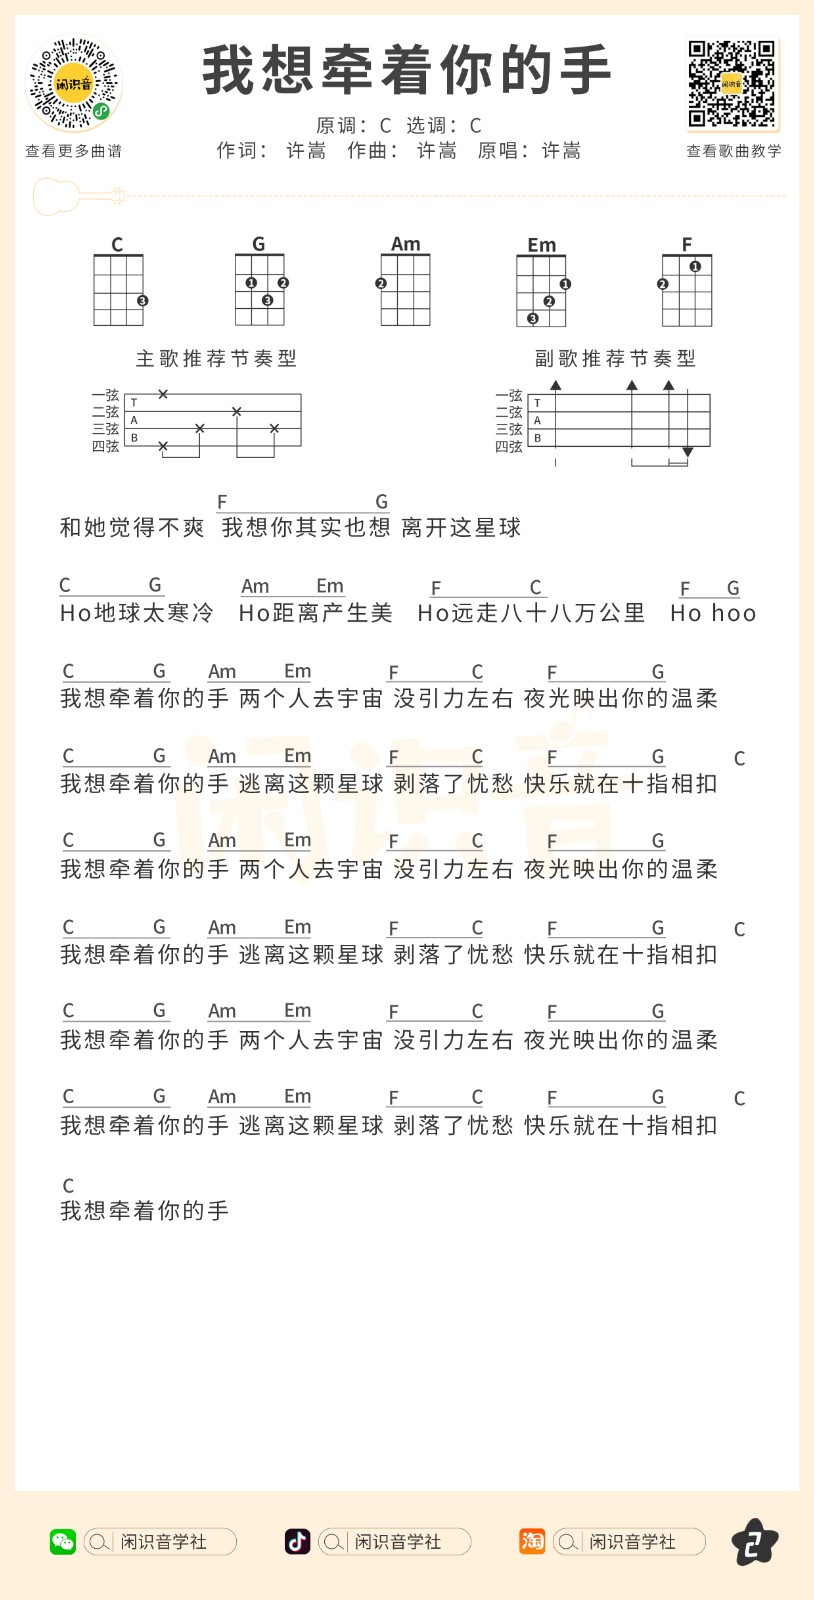 我想牵着你的手
原调：C 选调：C
作词： 许嵩 作曲： 许嵩 原唱：许嵩
闲识音
闲识音
查看更多曲谱
查看歌曲教学
C G Am Em F
3 1 2 3 2 1 2 3 1 2
主歌推荐节奏型 副歌推荐节奏型
一弦 T 一弦 T
二弦 A 二弦 A
三弦 B 三弦 B
四弦 四弦
F G
和她觉得不爽 我想你其实也想 离开这星球
C G Am Em F C F G
Ho地球太寒冷 Ho距离产生美 Ho远走八十八万公里 Ho hoo
C G Am Em F C F G
我想牵着你的手 两个人去宇宙 没引力左右 夜光映出你的温柔
C G Am Em F C F G C
我想牵着你的手 逃离这颗星球 剥落了忧愁 快乐就在十指相扣
闲识音
C G Am Em F C F G
我想牵着你的手 两个人去宇宙 没引力左右 夜光映出你的温柔
C G Am Em F C F G C
我想牵着你的手 逃离这颗星球 剥落了忧愁 快乐就在十指相扣
C G Am Em F C F G
我想牵着你的手 两个人去宇宙 没引力左右 夜光映出你的温柔
C G Am Em F C F G C
我想牵着你的手 逃离这颗星球 剥落了忧愁 快乐就在十指相扣
C
我想牵着你的手
闲识音学社 闲识音学社 淘 闲识音学社 2